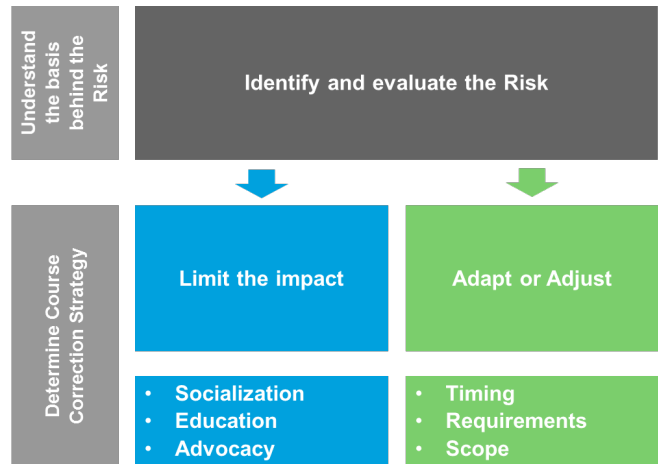 Understand
the basis
behind the
Risk
Identify and evaluate the Risk
Determine Course
Correction Strategy
Limit the impact
Adapt or Adjust
• Socialization
• Education
• Advocacy
• Timing
• Requirements
• Scope